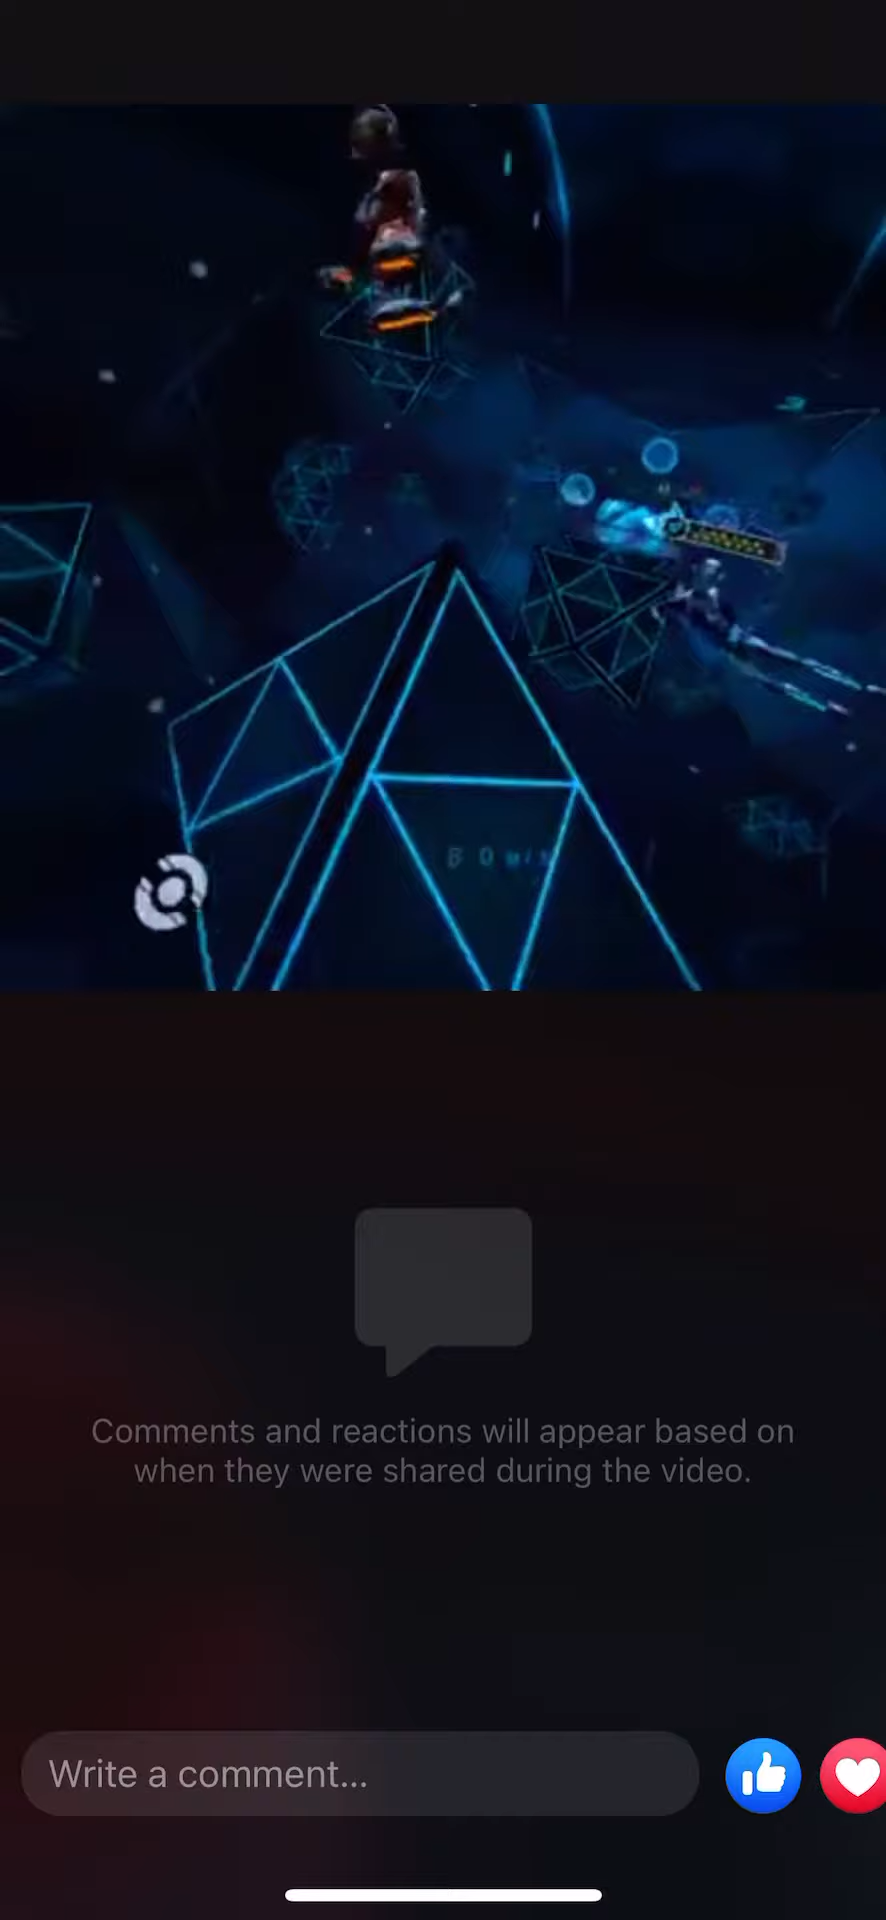 Comments and reactions will appear based on
when they were shared during the video.
Write a comment...